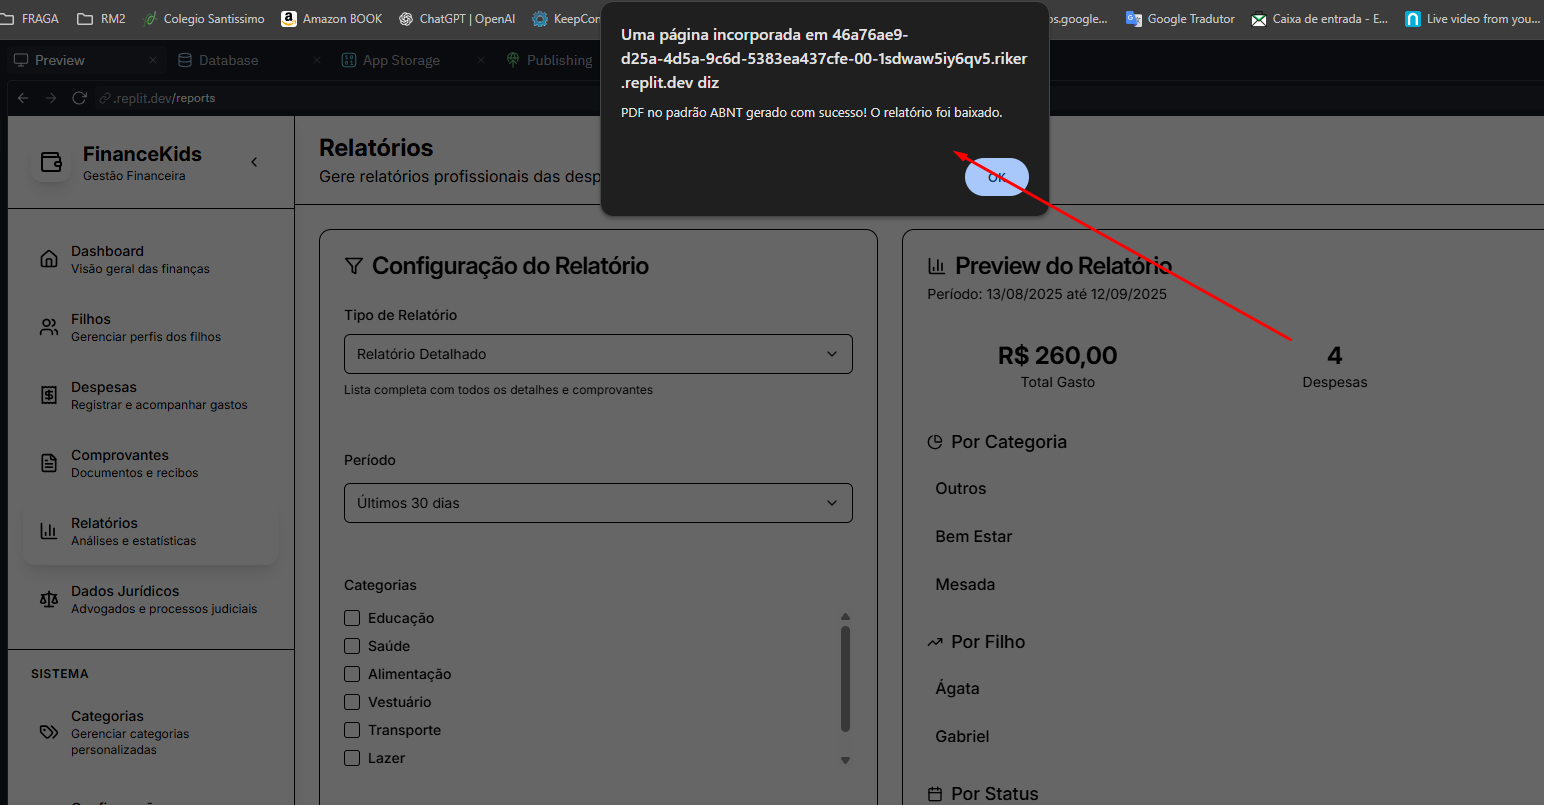 FRAGA
RM2
Colegio Santissimo
Amazon BOOK
ChatGPT | OpenAI
KeepCon
os.google...
Google Tradutor
Caixa de entrada - E...
Live video from you...
Uma página incorporada em 46a76ae9-
d25a-4d5a-9c6d-5383ea437cfe-00-1sdwaw5iy6qv5.riker
.replit.dev diz
PDF no padrão ABNT gerado com sucesso! O relatório foi baixado.
OK
Preview
Database
App Storage
Publishing
.replit.dev/reports
FinanceKids
Gestão Financeira
Dashboard
Visão geral das finanças
Filhos
Gerenciar perfis dos filhos
Despesas
Registrar e acompanhar gastos
Comprovantes
Documentos e recibos
Relatórios
Análises e estatísticas
Dados Jurídicos
Advogados e processos judiciais
SISTEMA
Categorias
Gerenciar categorias
personalizadas
Relatórios
Gere relatórios profissionais das desp
Configuração do Relatório
Tipo de Relatório
Relatório Detalhado
Lista completa com todos os detalhes e comprovantes
Período
Últimos 30 dias
Categorias
Educação
Saúde
Alimentação
Vestuário
Transporte
Lazer
Preview do Relatório
Período: 13/08/2025 até 12/09/2025
R$ 260,00
Total Gasto
4
Despesas
Por Categoria
Outros
Bem Estar
Mesada
Por Filho
Ágata
Gabriel
Por Status